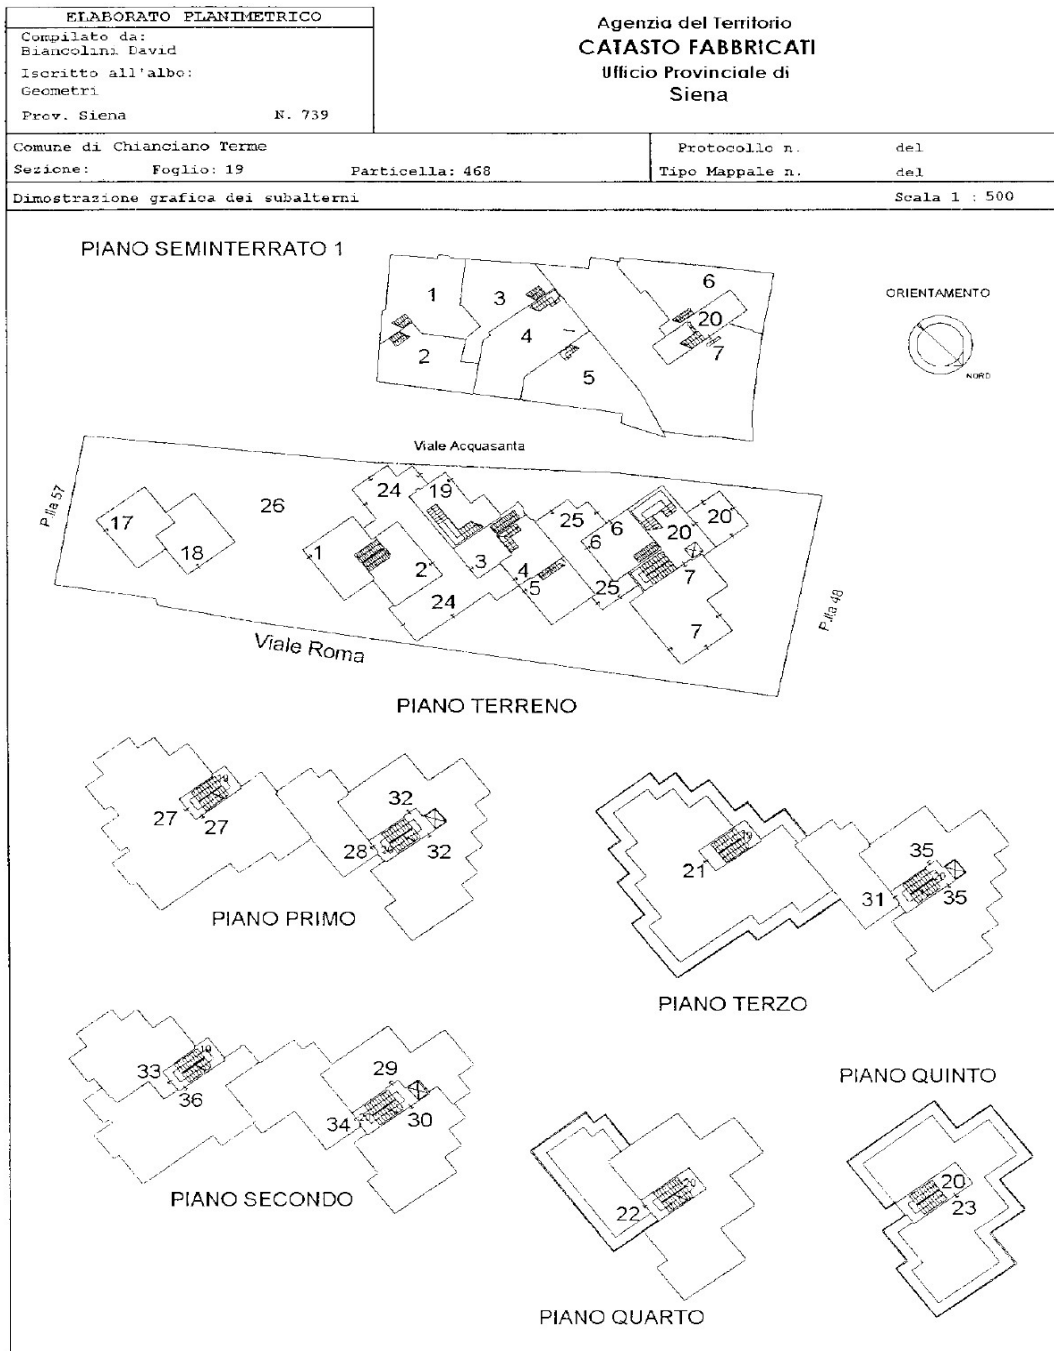 ELABORATO PLANIMETRICO
Compilato da:
Biancolini David
Iscritto all'albo:
Geometri
Prov. Siena N. 739
Agenzia del Territorio
CATASTO FABBRICATI
Ufficio Provinciale di
Siena
Comune di Chianciano Terme
Sezione: Foglio: 19 Particella: 468
Protocollo n. del
Tipo Mappale n. del
Dimostrazione grafica dei subalterni Scala 1 : 500
PIANO SEMINTERRATO 1
1 3 6
4 20
2 5 7
ORIENTAMENTO
NORD
Viale Acquasanta
P.lla 57
17 18 26 24 19 25 6 20 20
1 2 3 4 6
24 5 25 7
7
P.lla 48
Viale Roma
PIANO TERRENO
27 27 28 32 32
PIANO PRIMO
21 31 35 35
PIANO TERZO
33 36 19 34 29 30
PIANO SECONDO
22
PIANO QUARTO
PIANO QUINTO
20
23